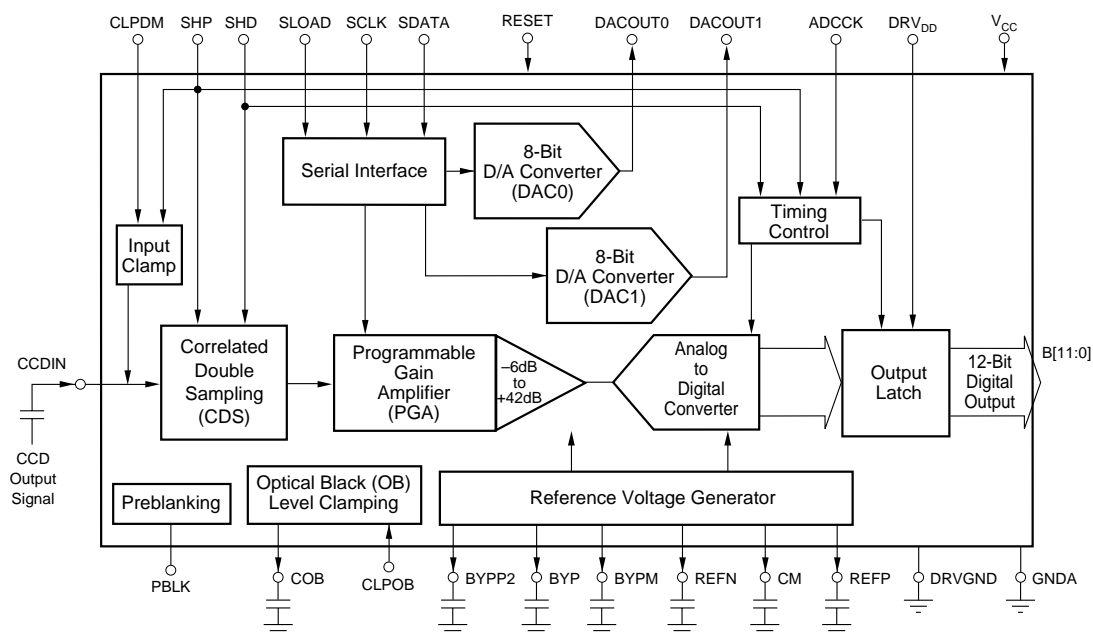 CLPDM SHP SHD SLOAD SCLK SDATA RESET DACOUT0 DACOUT1 ADCCK DRVDD VCC
8-Bit
D/A Converter
(DAC0)
Serial Interface
Timing
Control
Input
Clamp
8-Bit
D/A Converter
(DAC1)
CCDIN
Correlated
Double
Sampling
(CDS)
Programmable
Gain
Amplifier
(PGA)
–6dB
to
+42dB
Analog
to
Digital
Converter
Output
Latch
12-Bit
Digital
Output
B[11:0]
CCD
Output
Signal
Preblanking
Optical Black (OB)
Level Clamping
Reference Voltage Generator
PBLK COB CLPOB BYPP2 BYP BYPM REFN CM REFP DRVGND GNDA